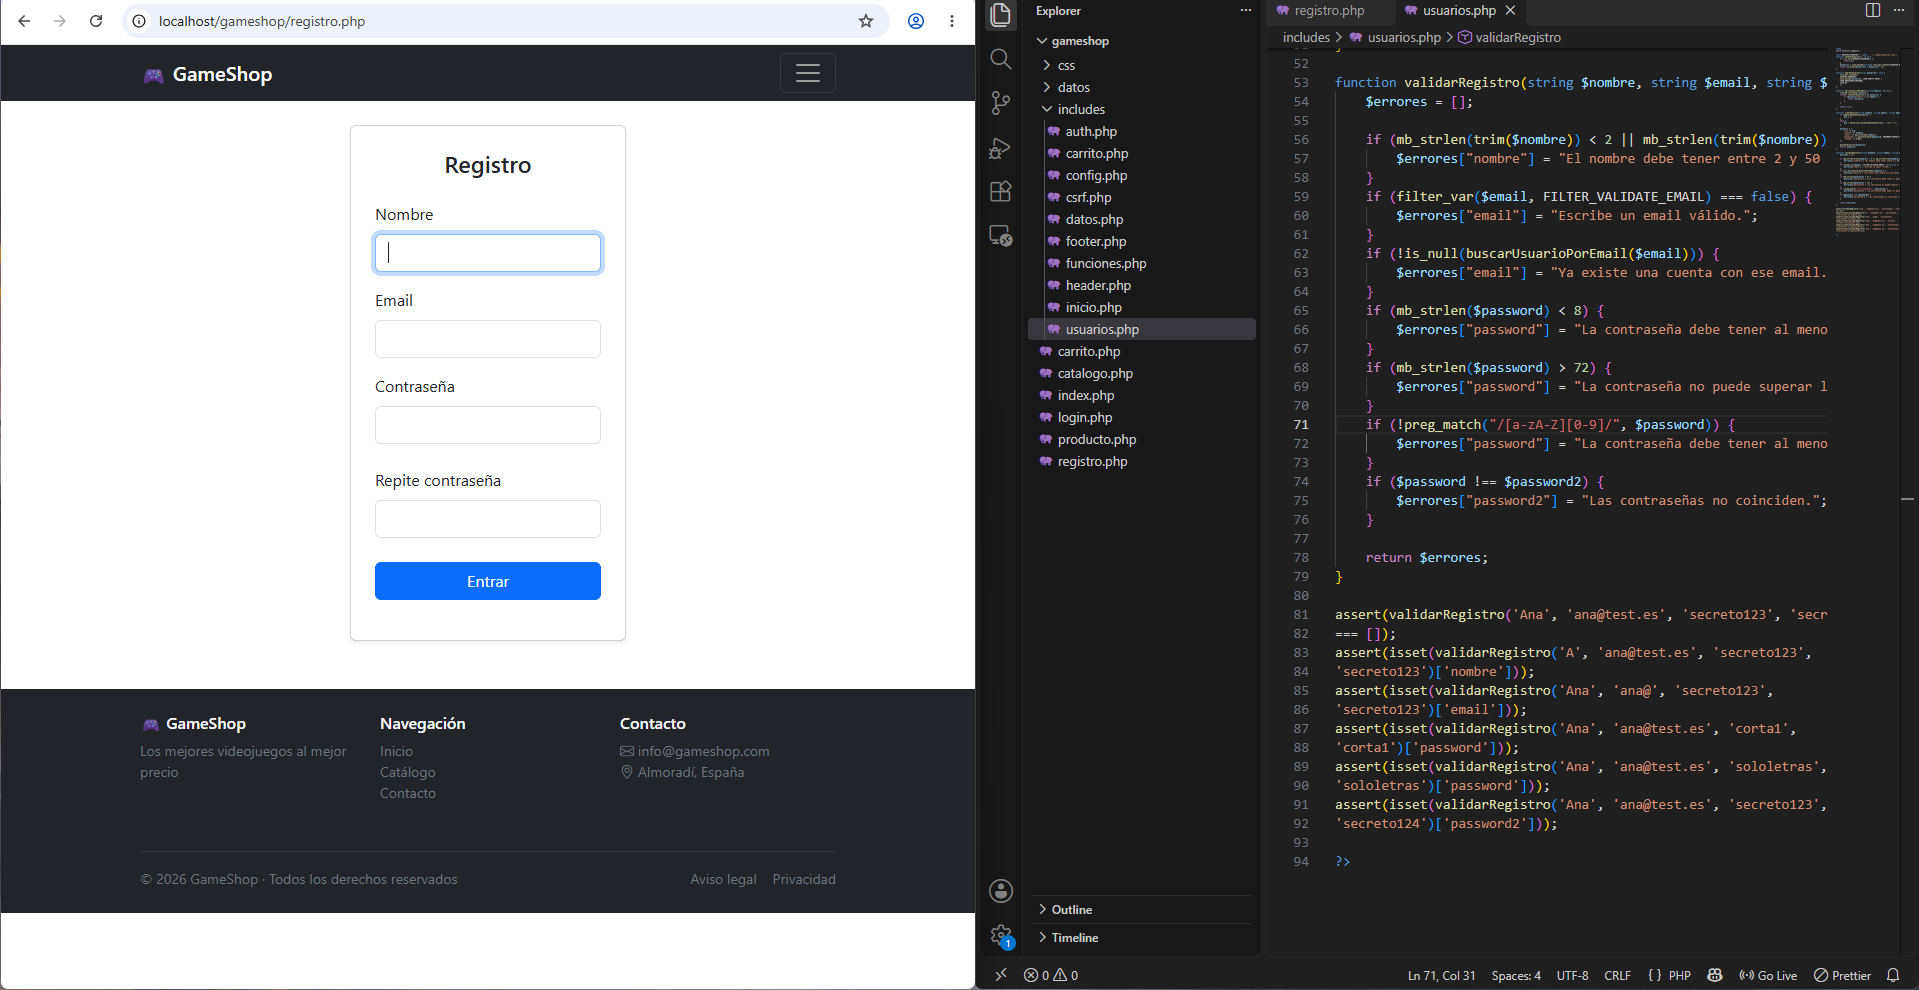 localhost/gameshop/registro.php
GameShop
Registro
Nombre
Email
Contraseña
Repite contraseña
Entrar
GameShop
Los mejores videojuegos al mejor
precio
Navegación
Inicio
Catálogo
Contacto
Contacto
info@gameshop.com
Almoradí, España
© 2026 GameShop · Todos los derechos reservados
Aviso legal
Privacidad
Explorer
gameshop
css
datos
includes
auth.php
carrito.php
config.php
csrf.php
datos.php
footer.php
funciones.php
header.php
inicio.php
usuarios.php
carrito.php
catalogo.php
index.php
login.php
producto.php
registro.php
Outline
Timeline
1
registro.php
usuarios.php
includes > usuarios.php > validarRegistro
52
53 function validarRegistro(string $nombre, string $email, string $
54 $errores = [];
55
56 if (mb_strlen(trim($nombre)) < 2 || mb_strlen(trim($nombre))
57 $errores["nombre"] = "El nombre debe tener entre 2 y 50
58 }
59 if (filter_var($email, FILTER_VALIDATE_EMAIL) === false) {
60 $errores["email"] = "Escribe un email válido.";
61 }
62 if (!is_null(buscarUsuarioPorEmail($email))) {
63 $errores["email"] = "Ya existe una cuenta con ese email.
64 }
65 if (mb_strlen($password) < 8) {
66 $errores["password"] = "La contraseña debe tener al meno
67 }
68 if (mb_strlen($password) > 72) {
69 $errores["password"] = "La contraseña no puede superar l
70 }
71 if (!preg_match("/[a-zA-Z][0-9]/", $password)) {
72 $errores["password"] = "La contraseña debe tener al meno
73 }
74 if ($password !== $password2) {
75 $errores["password2"] = "Las contraseñas no coinciden.";
76 }
77
78 return $errores;
79 }
80
81 assert(validarRegistro('Ana', 'ana@test.es', 'secreto123', 'secr
82 === []);
83 assert(isset(validarRegistro('A', 'ana@test.es', 'secreto123',
84 'secreto123')['nombre']));
85 assert(isset(validarRegistro('Ana', 'ana@', 'secreto123',
86 'secreto123')['email']));
87 assert(isset(validarRegistro('Ana', 'ana@test.es', 'corta1',
88 'corta1')['password']));
89 assert(isset(validarRegistro('Ana', 'ana@test.es', 'sololetras',
90 'sololetras')['password']));
91 assert(isset(validarRegistro('Ana', 'ana@test.es', 'secreto123',
92 'secreto124')['password2']));
93
94 ?>
0 0
Ln 71, Col 31 Spaces: 4 UTF-8 CRLF { } PHP Go Live Prettier